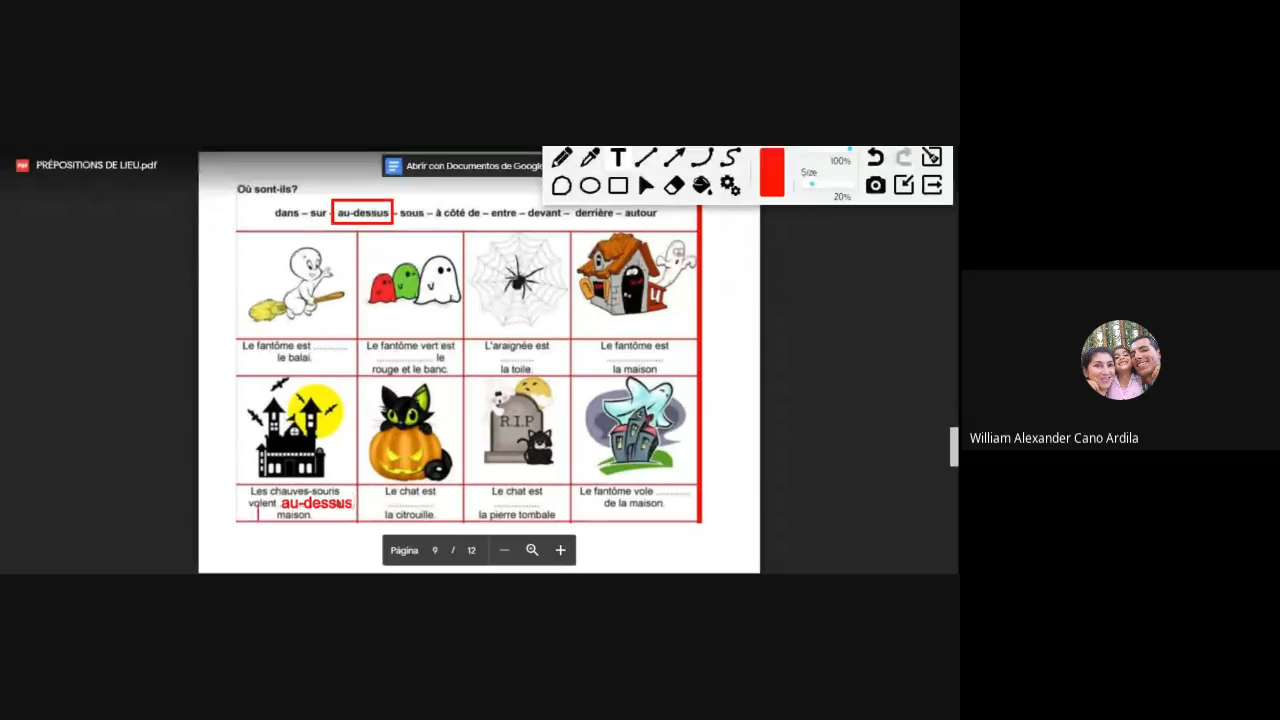 PRÉPOSITIONS DE LIEU.pdf
Abrir con Documentos de Google
Size
100%
20%
Où sont-ils?
dans – sur – au-dessus – sous – à côté de – entre – devant – derrière – autour
Le fantôme est ............
le balai.
Le fantôme vert est
.................... le
rouge et le banc.
L'araignée est
............
la toile.
Le fantôme est
....................
la maison
R.I.P
Les chauves-souris
volent au-dessus
maison.
Le chat est
................
la citrouille.
Le chat est
................
la pierre tombale
Le fantôme vole ............
de la maison.
Página 9 / 12
William Alexander Cano Ardila